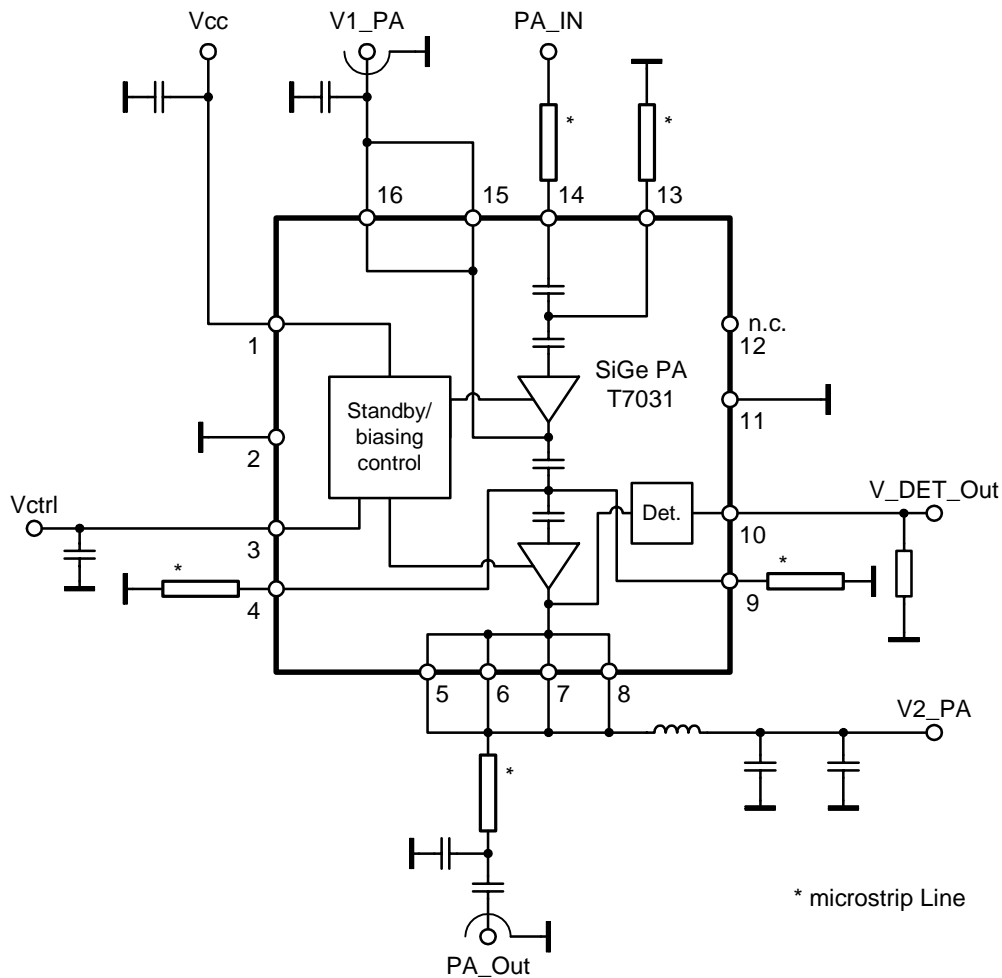 Vcc
V1_PA
PA_IN
*
*
16
15
14
13
n.c.
12
1
SiGe PA
T7031
Standby/
biasing
control
11
2
Vctrl
V_DET_Out
Det.
3
10
*
*
4
9
5
6
7
8
V2_PA
*
* microstrip Line
PA_Out